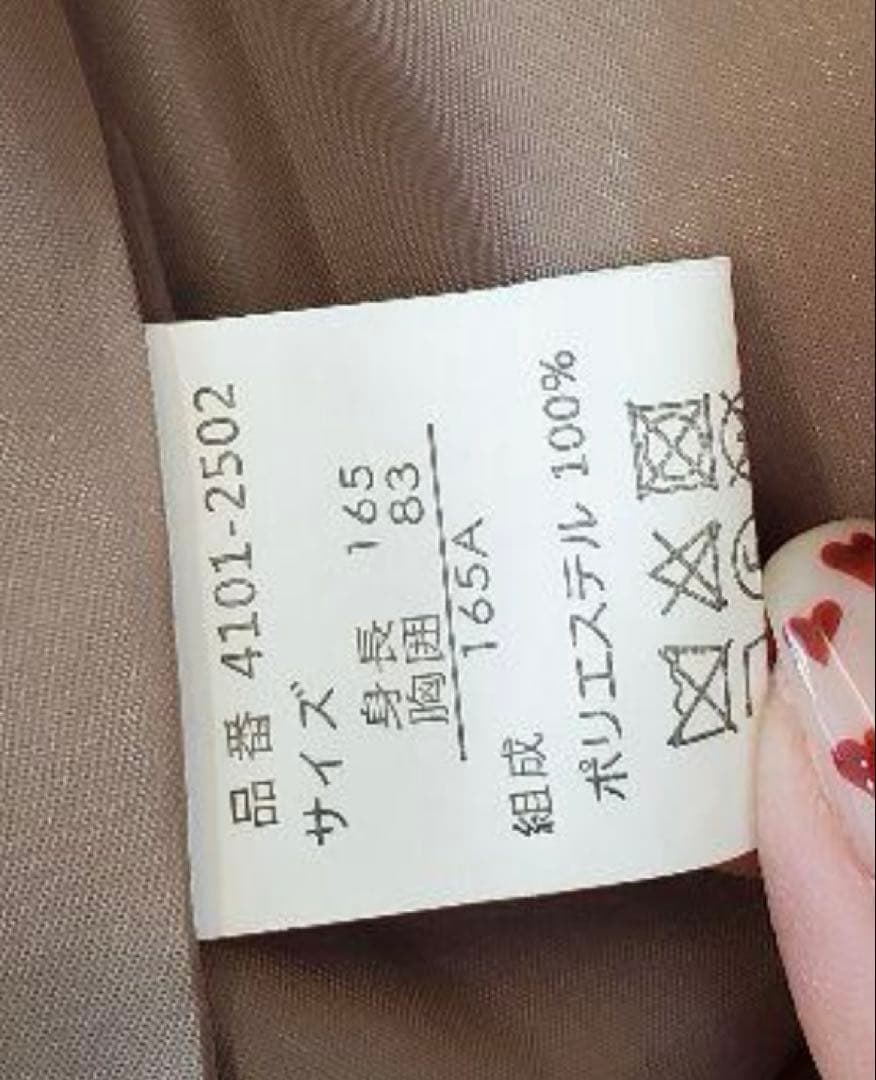 品番 4101-2502
サイズ
身長 165
胸囲 83
165A
組成
ポリエステル 100%